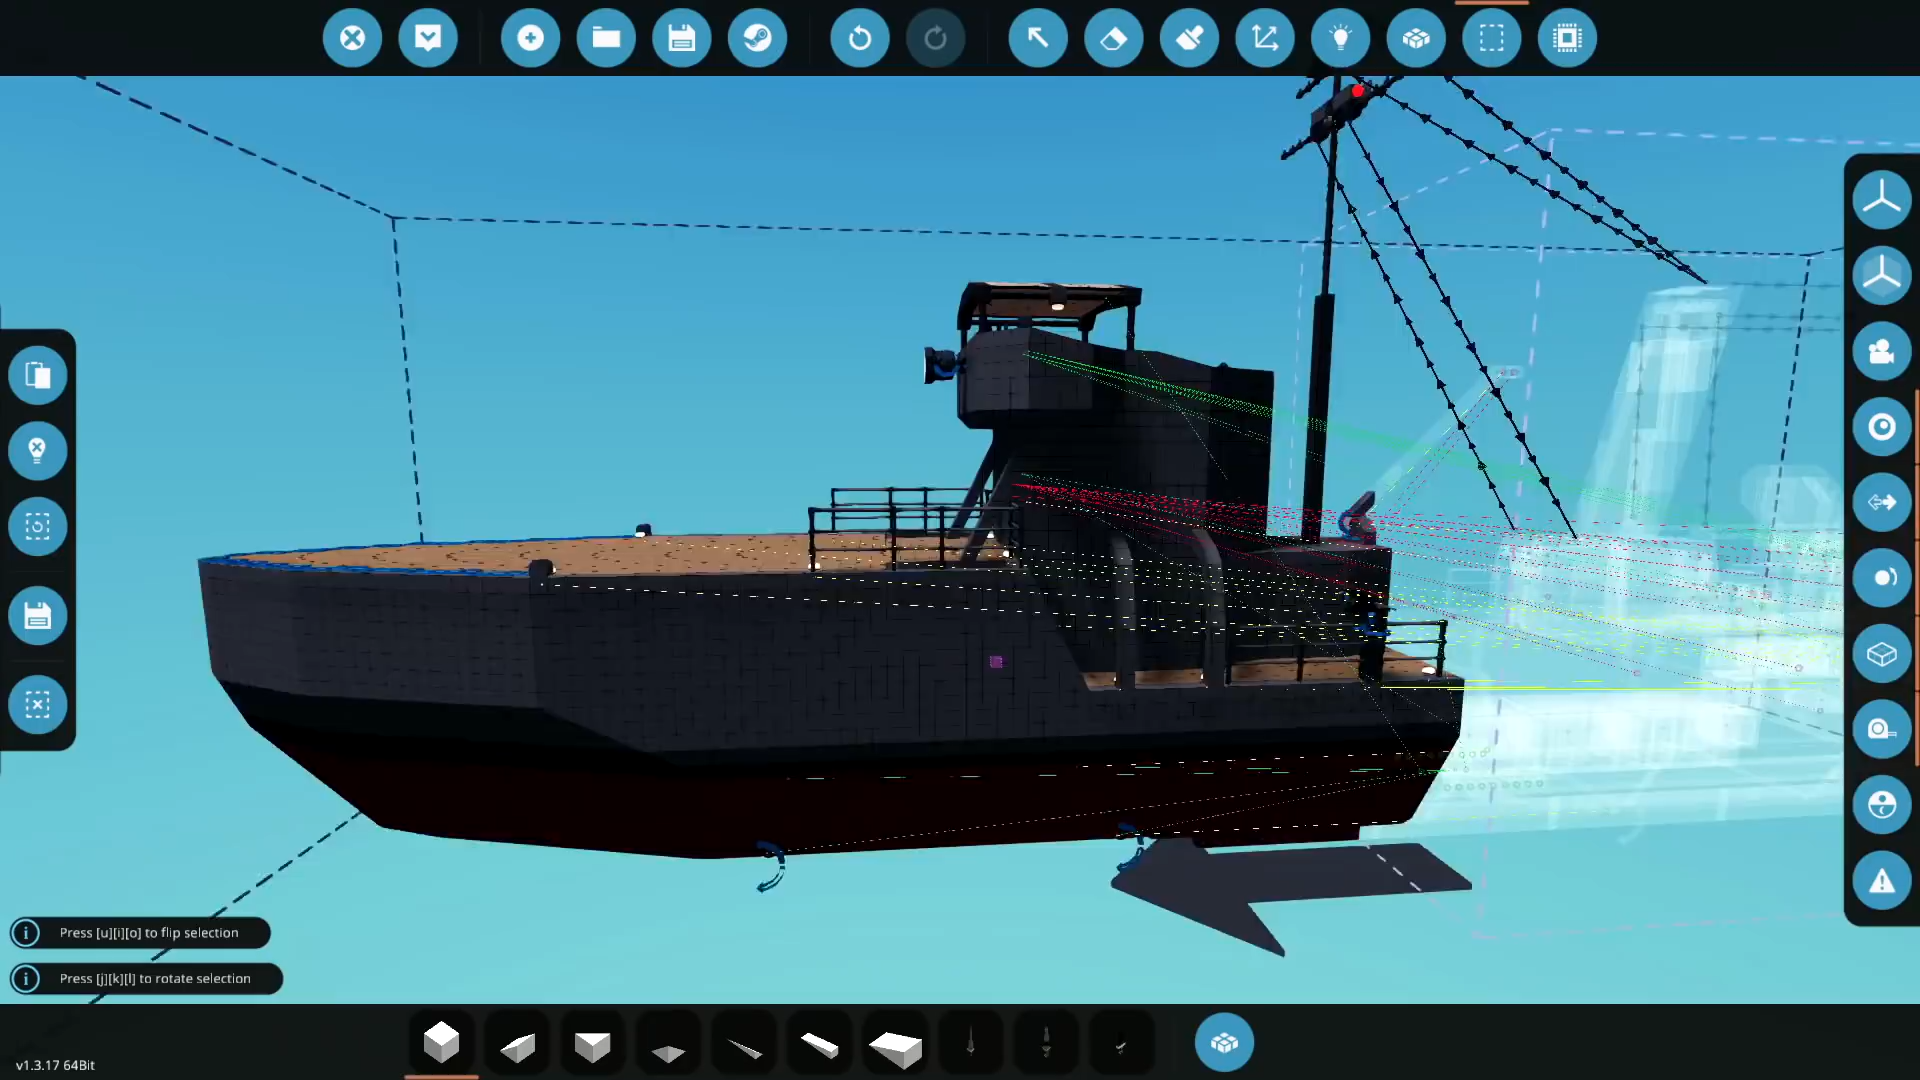 Press [u][i][o] to flip selection
Press [j][k][l] to rotate selection
v1.3.17 64Bit